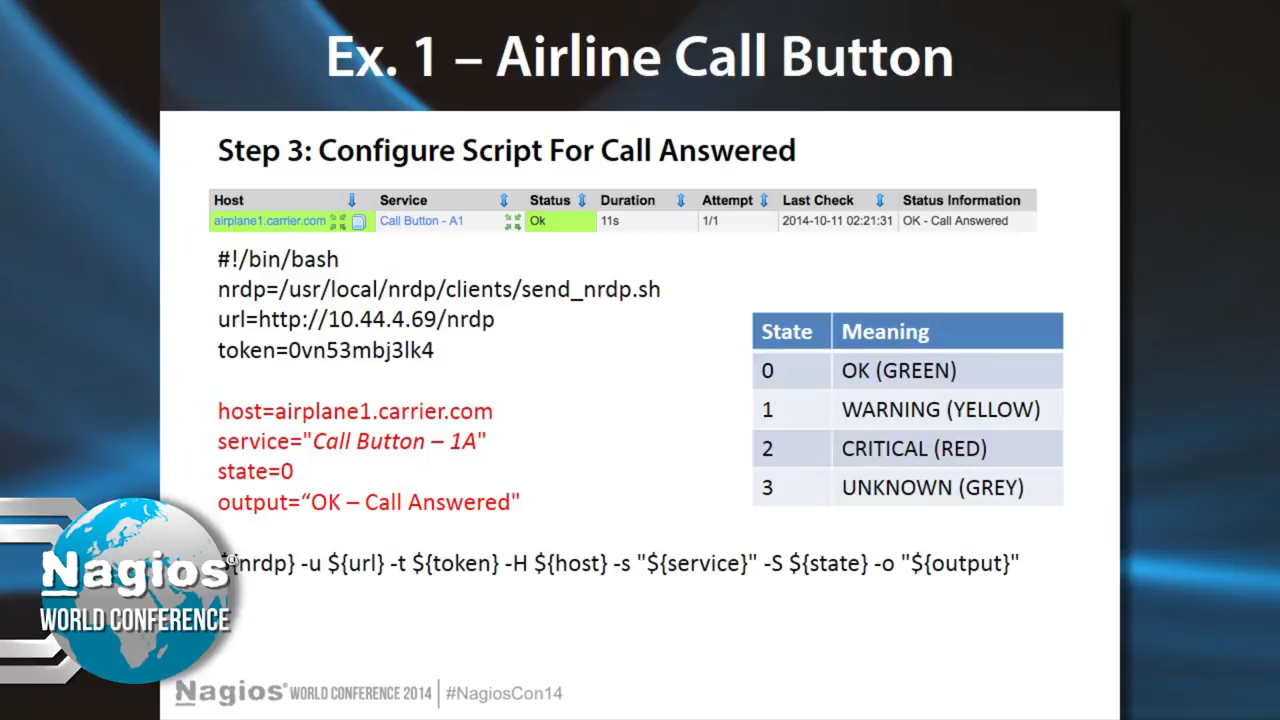 Ex. 1 – Airline Call Button
Step 3: Configure Script For Call Answered
Host Service Status Duration Attempt Last Check Status Information
airplane1.carrier.com Call Button - A1 Ok 11s 1/1 2014-10-11 02:21:31 OK - Call Answered
#!/bin/bash
nrdp=/usr/local/nrdp/clients/send_nrdp.sh
url=http://10.44.4.69/nrdp
token=0vn53mbj3lk4
host=airplane1.carrier.com
service="Call Button – 1A"
state=0
output=“OK – Call Answered"
State Meaning
0 OK (GREEN)
1 WARNING (YELLOW)
2 CRITICAL (RED)
3 UNKNOWN (GREY)
${nrdp} -u ${url} -t ${token} -H ${host} -s "${service}" -S ${state} -o "${output}"
Nagios®
WORLD CONFERENCE
Nagios® WORLD CONFERENCE 2014 | #NagiosCon14